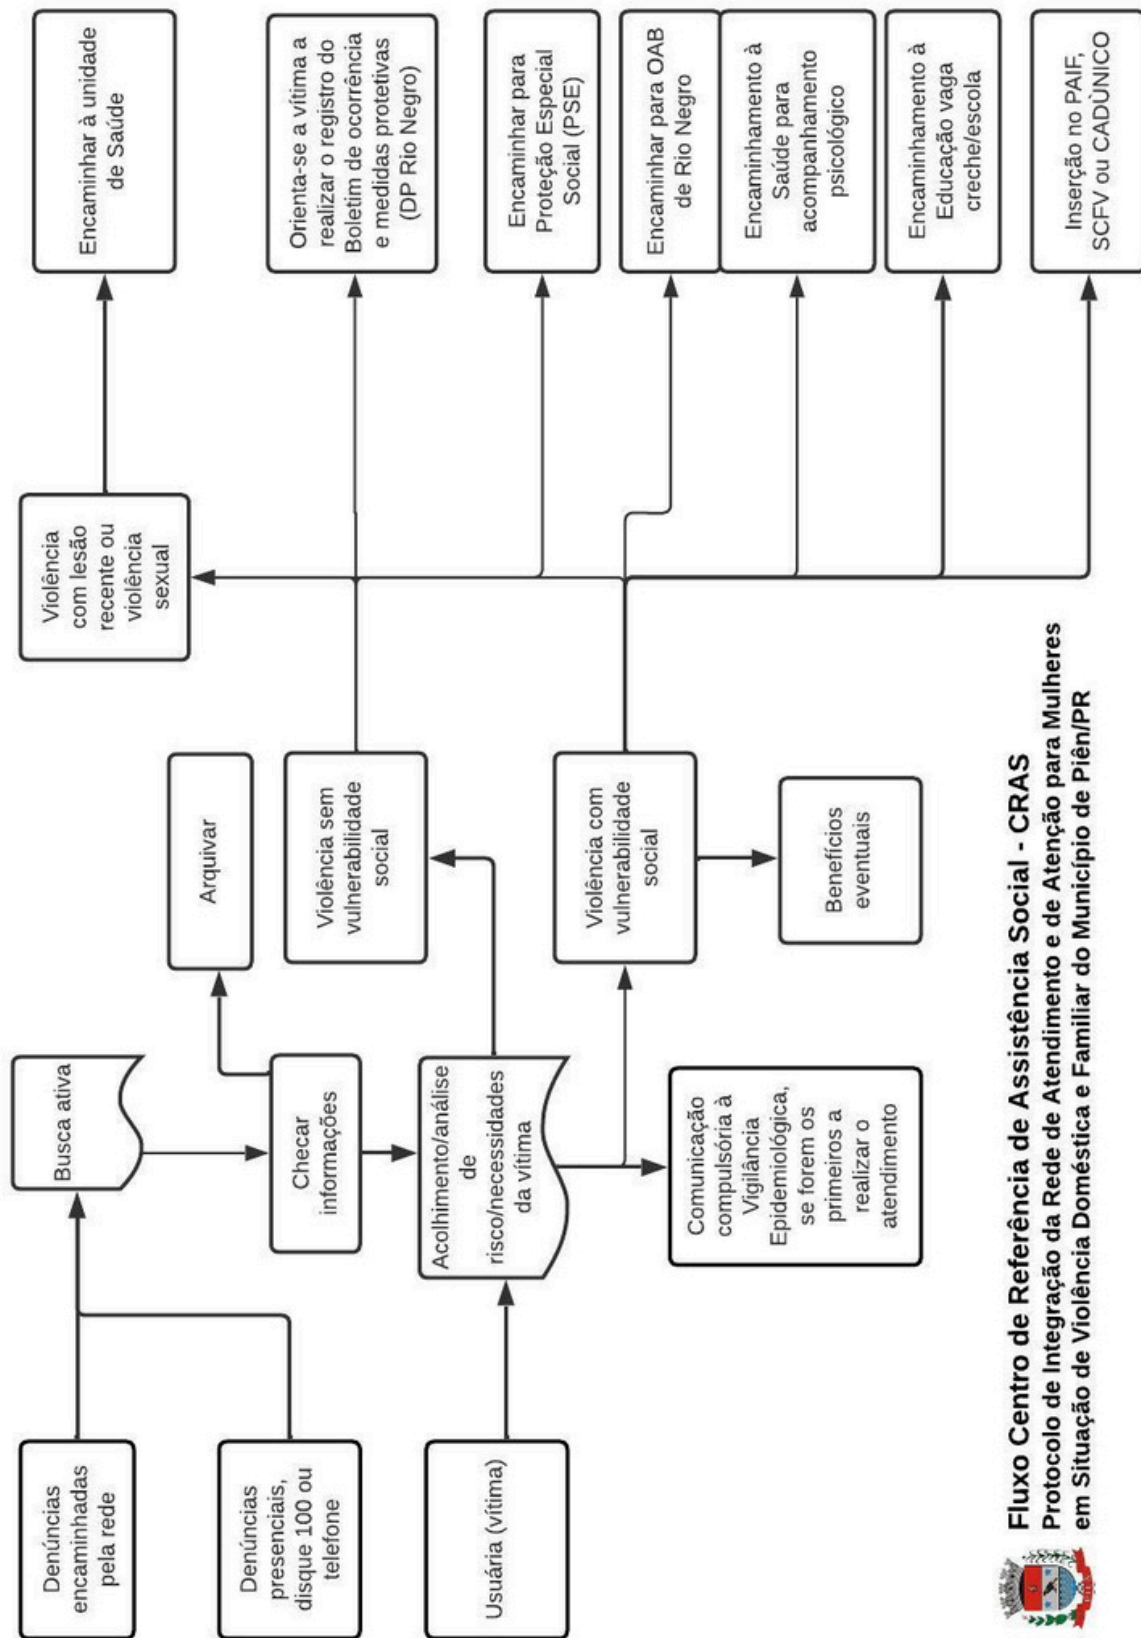 Denúncias
encaminhadas
pela rede
Denúncias
presenciais,
disque 100 ou
telefone
Usuária (vítima)
Busca ativa
Checar
informações
Acolhimento/análise
de
risco/necessidades
da vítima
Comunicação
compulsória à
Vigilância
Epidemiológica,
se forem os
primeiros a
realizar o
atendimento
Arquivar
Violência sem
vulnerabilidade
social
Violência com
vulnerabilidade
social
Benefícios
eventuais
Violência
com lesão
recente ou
violência
sexual
Encaminhar à unidade
de Saúde
Orienta-se a vítima a
realizar o registro do
Boletim de ocorrência
e medidas protetivas
(DP Rio Negro)
Encaminhar para
Proteção Especial
Social (PSE)
Encaminhar para OAB
de Rio Negro
Encaminhamento à
Saúde para
acompanhamento
psicológico
Encaminhamento à
Educação vaga
creche/escola
Inserção no PAIF,
SCFV ou CADÙNICO
Fluxo Centro de Referência de Assistência Social - CRAS
Protocolo de Integração da Rede de Atendimento e de Atenção para Mulheres
em Situação de Violência Doméstica e Familiar do Município de Piên/PR